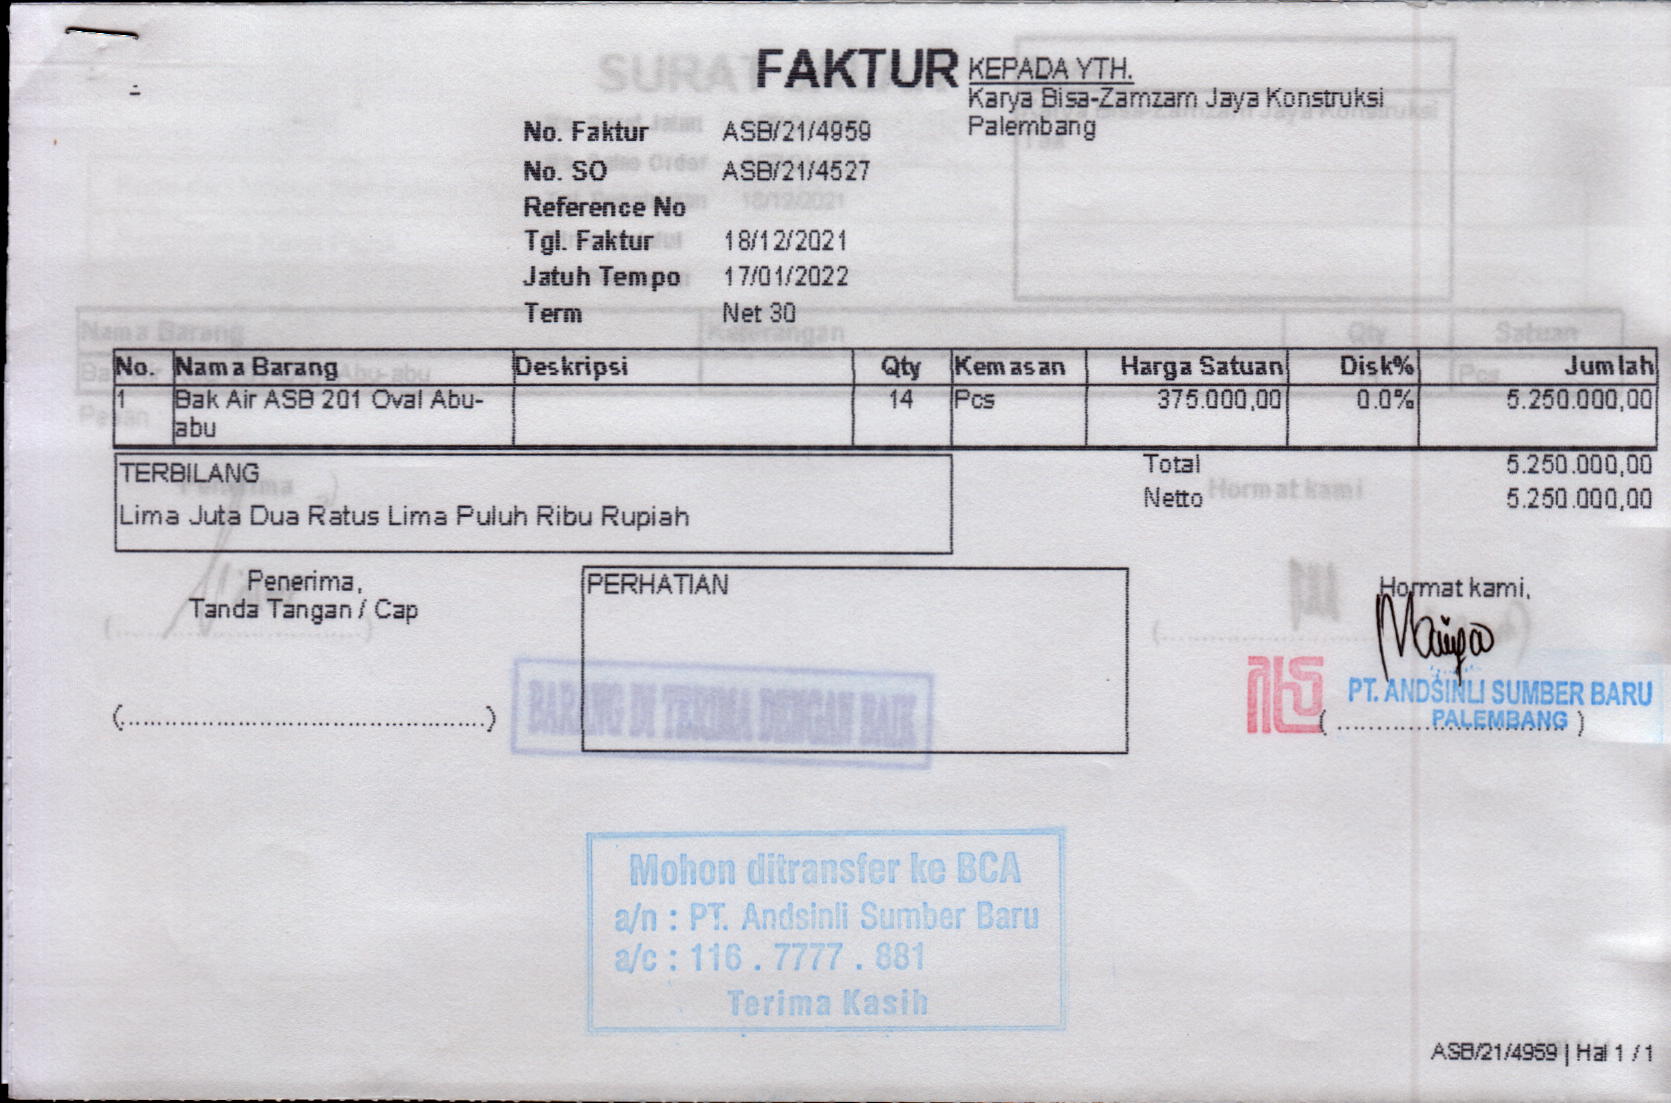 FAKTUR
KEPADA YTH.
Karya Bisa-Zamzam Jaya Konstruksi
Palembang
No. Faktur ASB/21/4959
No. SO ASB/21/4527
Reference No
Tgl. Faktur 18/12/2021
Jatuh Tempo 17/01/2022
Term Net 30
No. Nama Barang Deskripsi Qty Kemasan Harga Satuan Disk% Jumlah
1 Bak Air ASB 201 Oval Abu- 14 Pcs 375.000,00 0.0% 5.250.000,00
abu
TERBILANG
Lima Juta Dua Ratus Lima Puluh Ribu Rupiah
Total 5.250.000,00
Netto 5.250.000,00
Penerima,
Tanda Tangan / Cap
(................................................)
PERHATIAN
BARANG DI TERIMA DENGAN BAIK
Hormat kami,
PT. ANDSINLI SUMBER BARU
PALEMBANG
Mohon ditransfer ke BCA
a/n : PT. Andsinli Sumber Baru
a/c : 116 . 7777 . 881
Terima Kasih
ASB/21/4959 | Hal 1 / 1